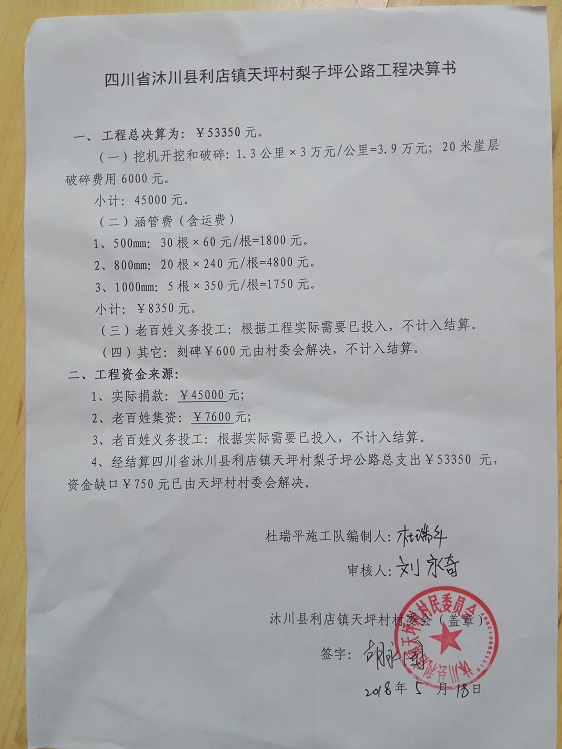 四川省沐川县利店镇天坪村梨子坪公路工程决算书
一、工程总决算为：￥53350元。
（一）挖机开挖和破碎：1.3公里×3万元/公里=3.9万元；20米崖层
破碎费用6000元。
小计：45000元.
（二）涵管费（含运费）
1、500mm：30根×60元/根=1800元。
2、800mm：20根×240元/根=4800元。
3、1000mm：5根×350元/根=1750元。
小计：￥8350元。
（三）老百姓义务投工：根据工程实际需要已投入，不计入结算。
（四）其它：刻碑￥600元由村委会解决，不计入结算。
二、工程资金来源：
1、实际捐款：￥45000元；
2、老百姓集资：￥7600元；
3、老百姓义务投工：根据实际需要已投入，不计入结算。
4、经结算四川省沐川县利店镇天坪村梨子坪公路总支出￥53350元，
资金缺口￥750元已由天坪村村委会解决。
杜瑞平施工队编制人：杜瑞平
审核人：刘永奇
沐川县利店镇天坪村村委会（盖章）
沐川县利店镇天坪村村民委员会
签字：胡
2018年5月18日